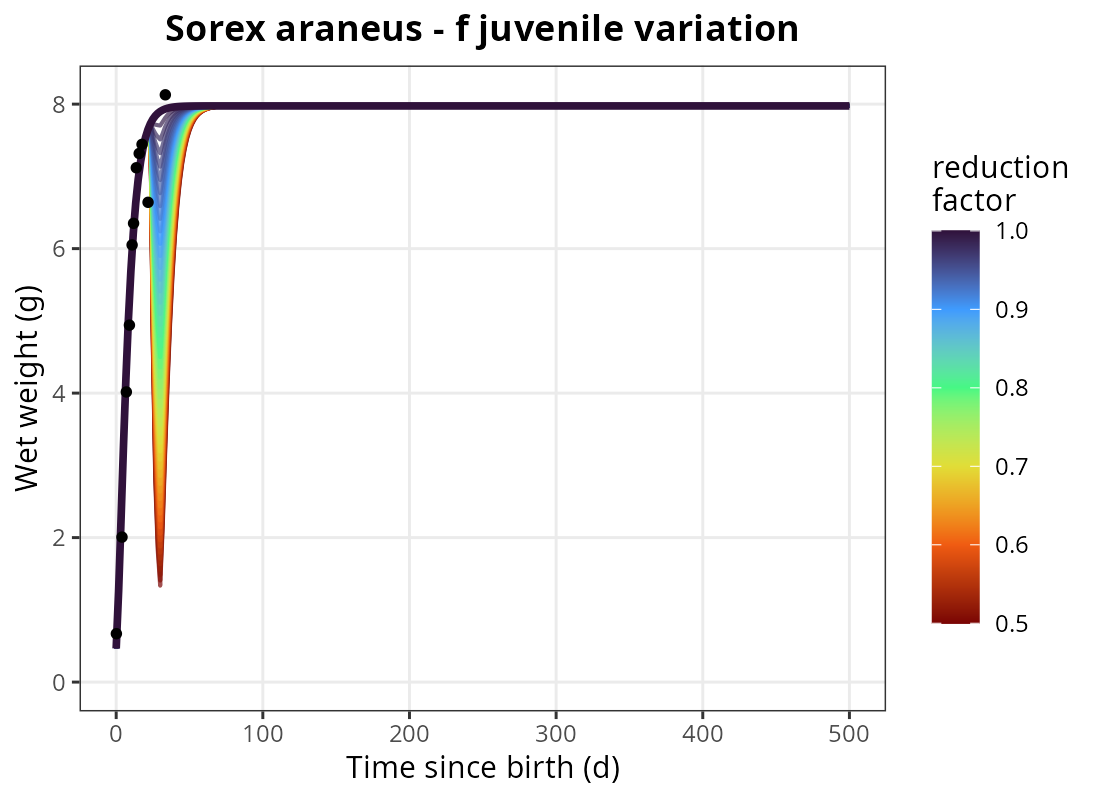 Sorex araneus - f juvenile variation
Wet weight (g)
8
6
4
2
0
0 100 200 300 400 500
Time since birth (d)
reduction
factor
1.0
0.9
0.8
0.7
0.6
0.5